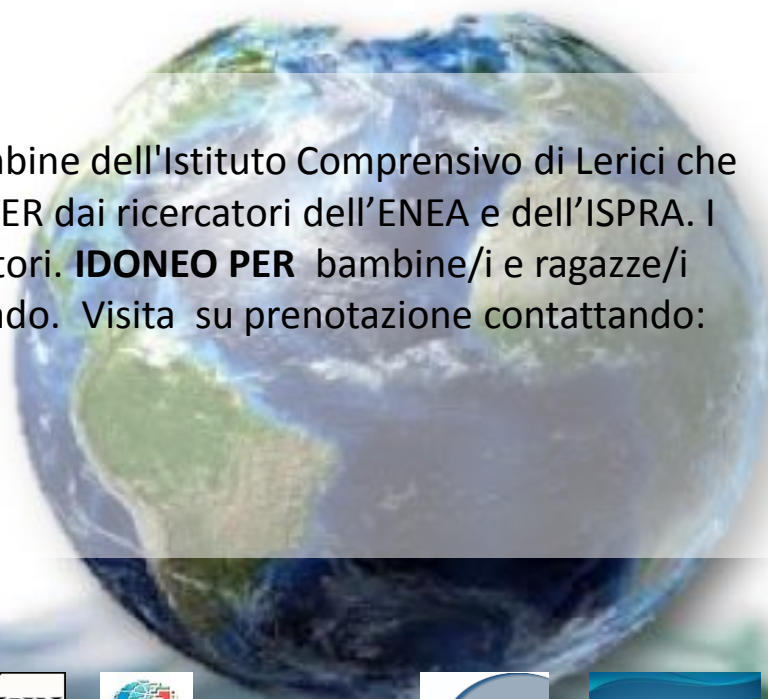 bine dell'Istituto Comprensivo di Lerici che
ER dai ricercatori dell’ENEA e dell’ISPRA. I
tori. IDONEO PER bambine/i e ragazze/i
do. Visita su prenotazione contattando: